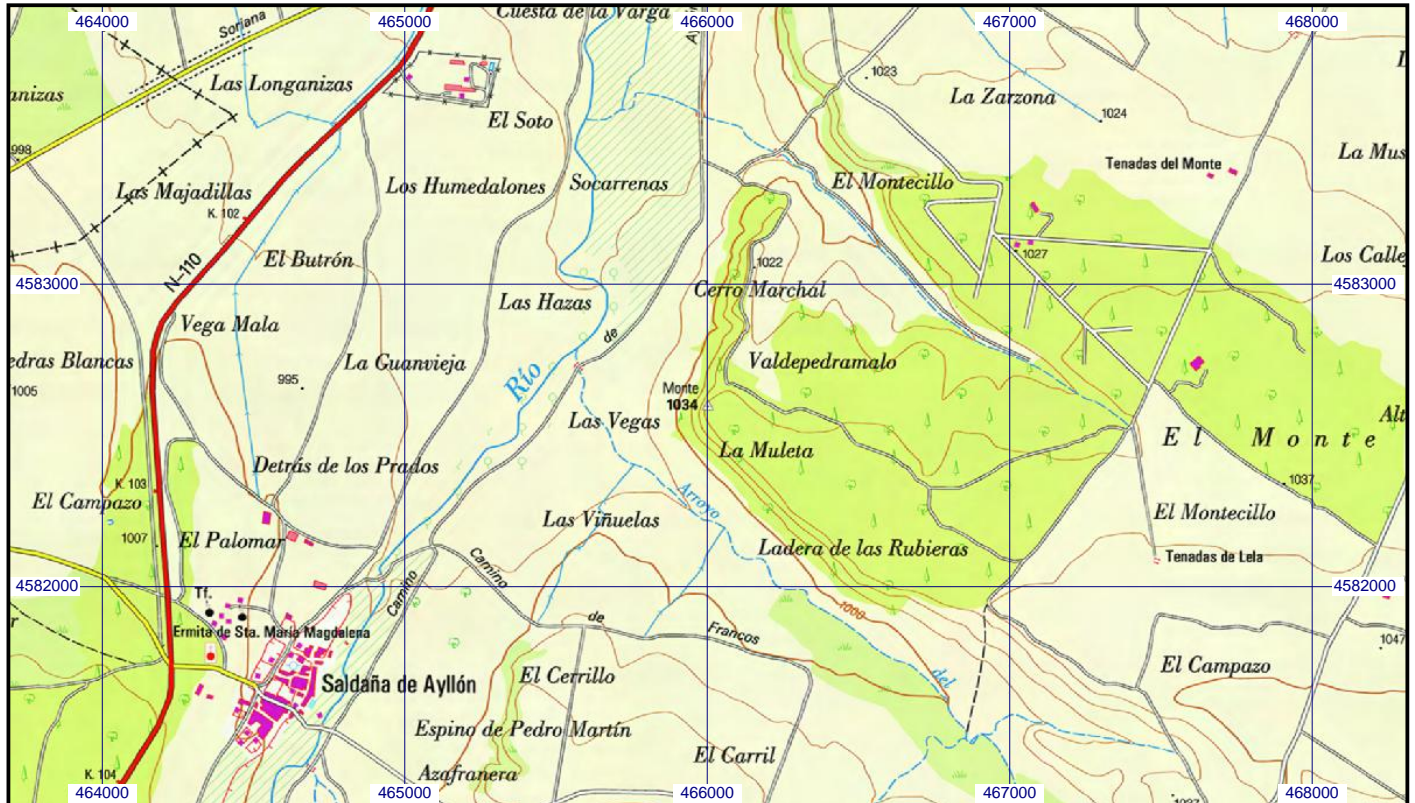 464000
465000
466000
467000
468000
Cuesta de la Varga
Soriana
Las Longanizas
1023
La Zarzona
1024
anizas
El Soto
998
Tenadas del Monte
La Mus
Las Majadillas
Los Humedalones
Socarrenas
El Montecillo
K. 102
El Butrón
1027
Los Calle
N-110
1022
4583000
Cerro Marchal
4583000
Las Hazas
Vega Mala
de
edras Blancas
La Guanvieja
Valdepedramalo
Río
995
1005
Monte
1034
Las Vegas
Alt
El Monte
La Muleta
Detrás de los Prados
K. 103
1037
El Campazo
Arroyo
El Montecillo
Las Viñuelas
1007
El Palomar
Ladera de las Rubieras
Tenadas de Lela
Camino
Camino
4582000
4582000
Tf.
1000
de
r
Ermita de Sta. María Magdalena
Francos
1047
El Campazo
El Cerrillo
del
Saldaña de Ayllón
Espino de Pedro Martín
El Carril
K. 104
Azafranera
464000
465000
466000
467000
468000